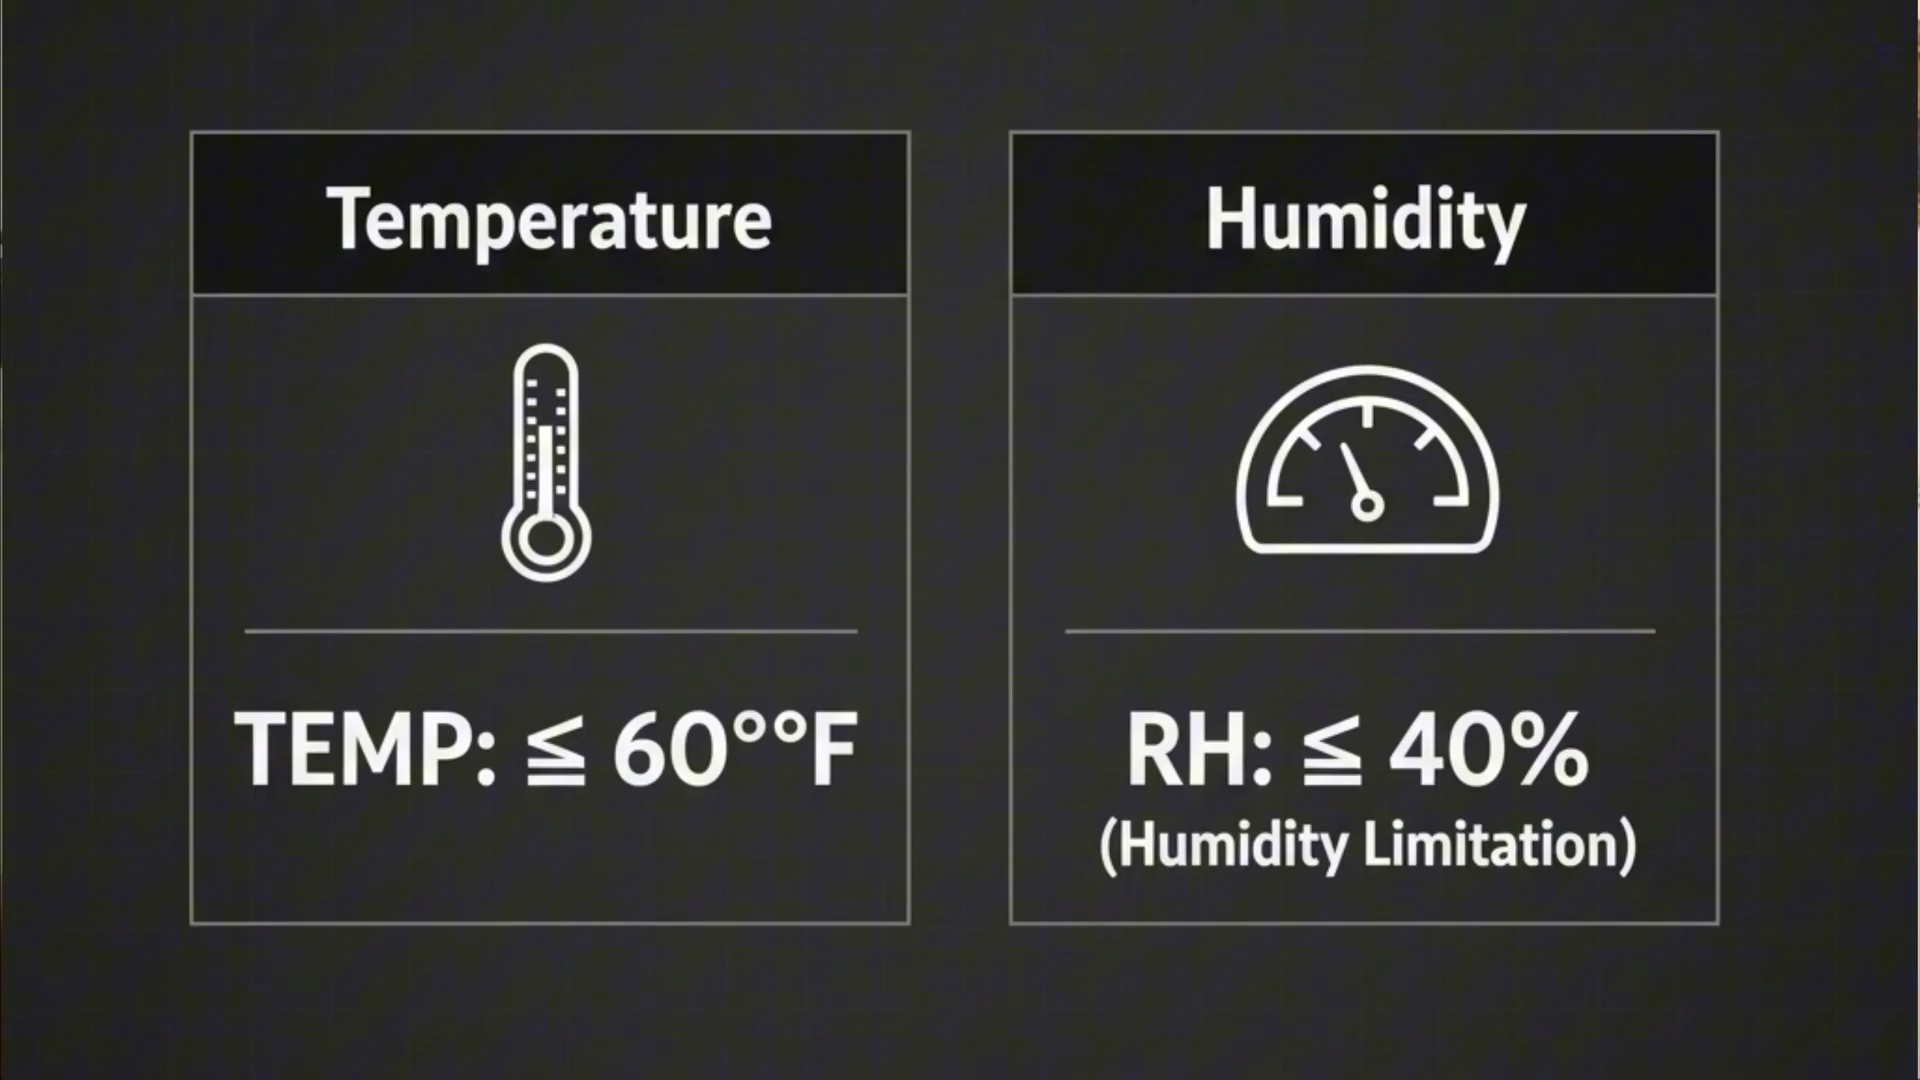 Temperature
TEMP: ≦ 60°°F
Humidity
RH: ≦ 40%
(Humidity Limitation)